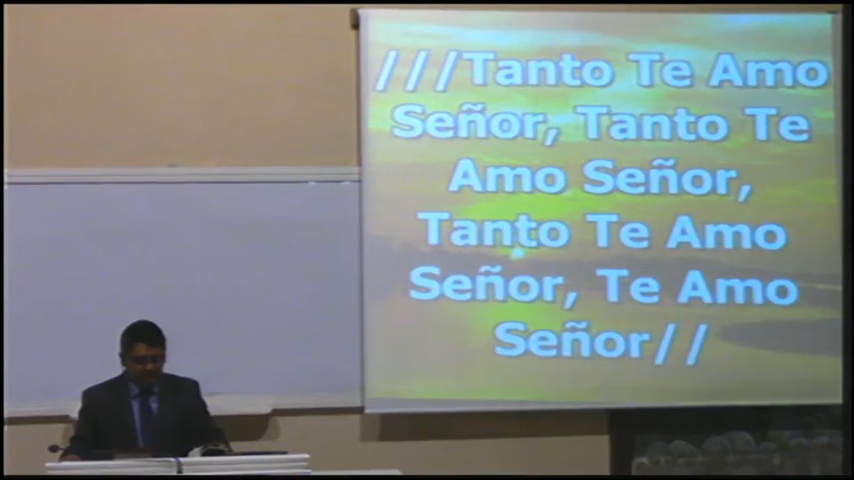 ///Tanto Te Amo
Señor, Tanto Te
Amo Señor,
Tanto Te Amo
Señor, Te Amo
Señor//